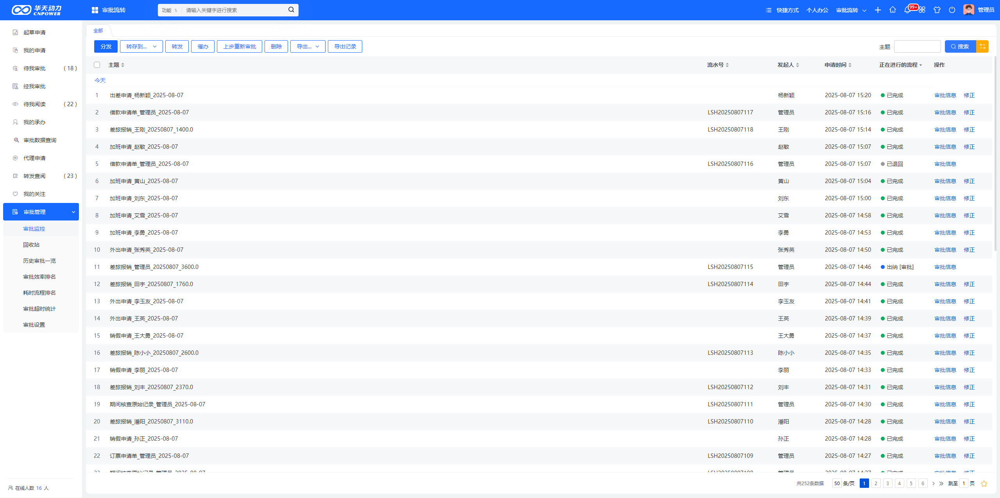 华天动力
CNPOWER
审批流转
功能 请输入关键字进行搜索
快捷方式 个人办公 审批流转 99+ 管理员
起草申请
我的申请
待我审批 ( 18 )
经我审批
待我阅读 ( 22 )
我的承办
审批数据查询
代理申请
转发查阅 ( 23 )
我的关注
审批管理
审批监控
回收站
历史审批一览
审批效率排名
耗时流程排名
审批超时统计
审批设置
在线人数 16 人
全部
分发 转存到... 转发 催办 上步重新审批 删除 导出... 导出记录 主题 搜索
主题 流水号 发起人 申请时间 正在进行的流程 操作
今天
1 出差申请_杨新颖_2025-08-07 杨新颖 2025-08-07 15:20 已完成 审批信息 修正
2 借款申请单_管理员_2025-08-07 LSH20250807117 管理员 2025-08-07 15:16 已完成 审批信息 修正
3 差旅报销_王刚_20250807_1400.0 LSH20250807118 王刚 2025-08-07 15:14 已完成 审批信息 修正
4 加班申请_赵敏_2025-08-07 赵敏 2025-08-07 15:07 已完成 审批信息 修正
5 借款申请单_管理员_2025-08-07 LSH20250807116 管理员 2025-08-07 15:07 已退回 审批信息
6 加班申请_黄山_2025-08-07 黄山 2025-08-07 15:04 已完成 审批信息 修正
7 加班申请_刘东_2025-08-07 刘东 2025-08-07 15:00 已完成 审批信息 修正
8 加班申请_艾雪_2025-08-07 艾雪 2025-08-07 14:58 已完成 审批信息 修正
9 加班申请_李勇_2025-08-07 李勇 2025-08-07 14:53 已完成 审批信息 修正
10 外出申请_张秀英_2025-08-07 张秀英 2025-08-07 14:50 已完成 审批信息 修正
11 差旅报销_管理员_20250807_3600.0 LSH20250807115 管理员 2025-08-07 14:46 出纳 [审批] 审批信息
12 差旅报销_田宇_20250807_1760.0 LSH20250807114 田宇 2025-08-07 14:44 已完成 审批信息 修正
13 外出申请_李玉友_2025-08-07 李玉友 2025-08-07 14:41 已完成 审批信息 修正
14 外出申请_王英_2025-08-07 王英 2025-08-07 14:39 已完成 审批信息 修正
15 销假申请_王大勇_2025-08-07 王大勇 2025-08-07 14:37 已完成 审批信息 修正
16 差旅报销_陈小小_20250807_2600.0 LSH20250807113 陈小小 2025-08-07 14:35 已完成 审批信息 修正
17 销假申请_李丽_2025-08-07 李丽 2025-08-07 14:33 已完成 审批信息 修正
18 差旅报销_刘丰_20250807_2370.0 LSH20250807112 刘丰 2025-08-07 14:31 已完成 审批信息 修正
19 期间核查原始记录_管理员_2025-08-07 LSH20250807111 管理员 2025-08-07 14:30 已完成 审批信息 修正
20 差旅报销_潘阳_20250807_3110.0 LSH20250807110 潘阳 2025-08-07 14:28 已完成 审批信息 修正
21 销假申请_孙正_2025-08-07 孙正 2025-08-07 14:28 已完成 审批信息 修正
22 订票申请单_管理员_2025-08-07 LSH20250807109 管理员 2025-08-07 14:27 已完成 审批信息 修正
23 期间核查原始记录_管理员_2025-08-07 LSH20250807108 管理员 2025-08-07 14:27 已完成 审批信息 修正
共252条数据 50 条/页 1 2 3 4 5 6 跳至 1 页